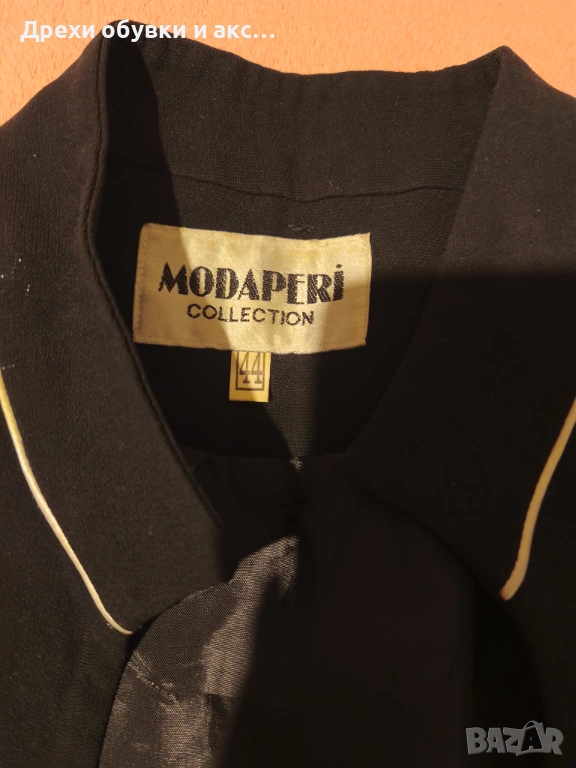 Дрехи обувки и акс...
MODAPERİ
COLLECTION
44
BAZAR